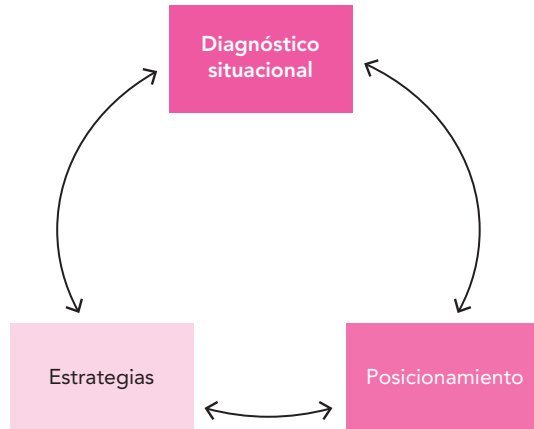 Diagnóstico
situacional
Estrategias
Posicionamiento